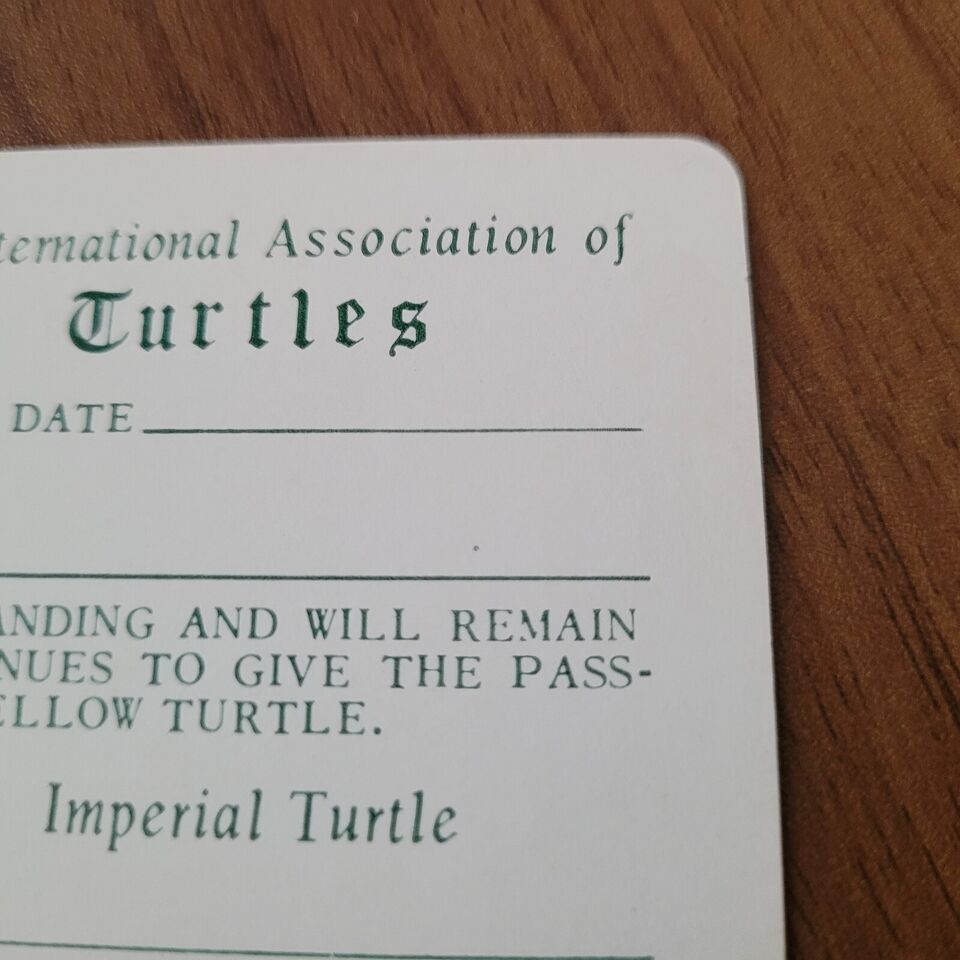 ternational Association of
Turtles
DATE
ANDING AND WILL REMAIN
NUES TO GIVE THE PASS-
ELLOW TURTLE.
Imperial Turtle